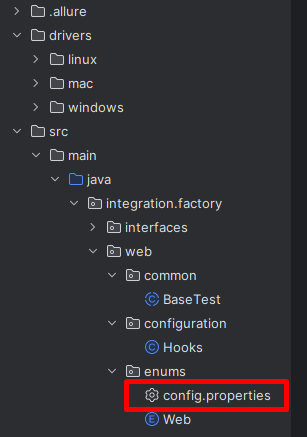 .allure
drivers
linux
mac
windows
src
main
java
integration.factory
interfaces
web
common
BaseTest
configuration
Hooks
enums
config.properties
Web